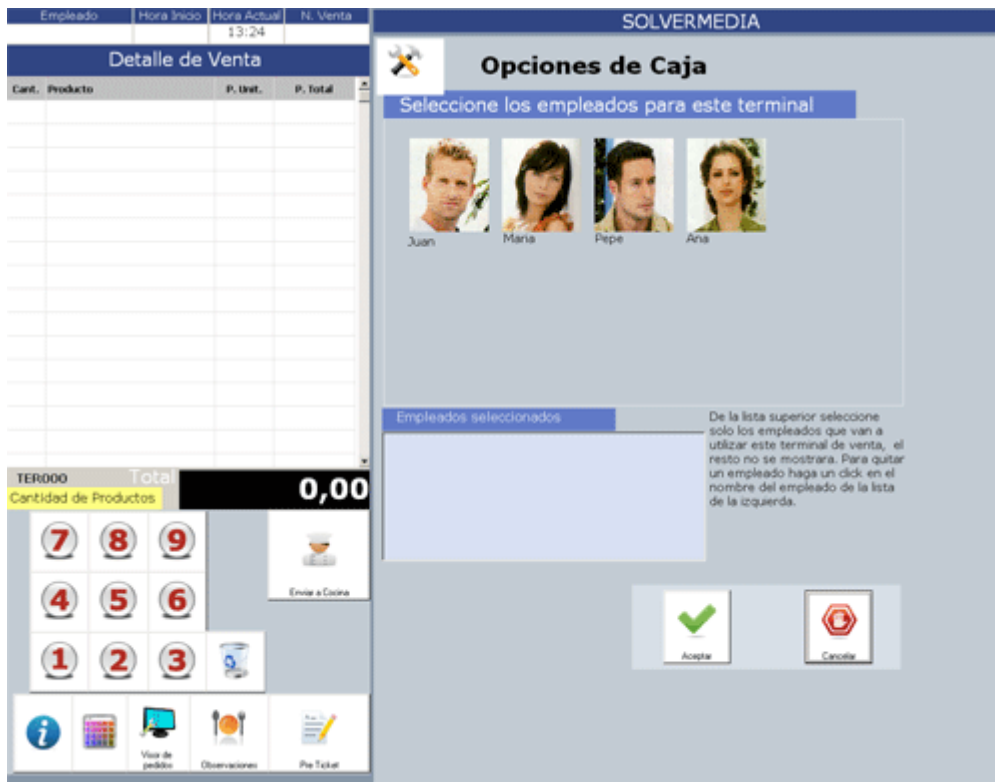 Empleado Hora Inicio Hora Actual N. Venta
13:24
Detalle de Venta
Cant. Producto P. Unit. P. Total
TER000 Total
Cantidad de Productos
0,00
7 8 9
4 5 6
1 2 3
Enviar a Cocina
Visor de
pedidos
Observaciones
Pre Ticket
SOLVERMEDIA
Opciones de Caja
Seleccione los empleados para este terminal
Juan Maria Pepe Ana
Empleados seleccionados
De la lista superior seleccione
solo los empleados que van a
utilizar este terminal de venta, el
resto no se mostrara. Para quitar
un empleado haga un click en el
nombre del empleado de la lista
de la izquierda.
Aceptar Cancelar